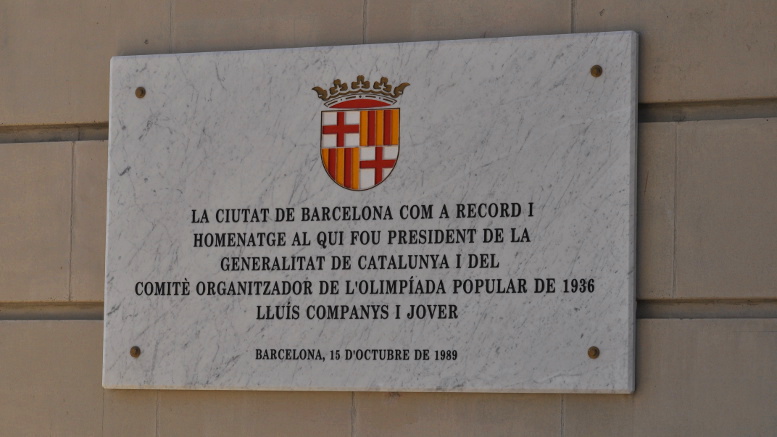 LA CIUTAT DE BARCELONA COM A RECORD I
HOMENATGE AL QUI FOU PRESIDENT DE LA
GENERALITAT DE CATALUNYA I DEL
COMITÈ ORGANITZADOR DE L'OLIMPÍADA POPULAR DE 1936
LLUÍS COMPANYS I JOVER
BARCELONA, 15 D'OCTUBRE DE 1989